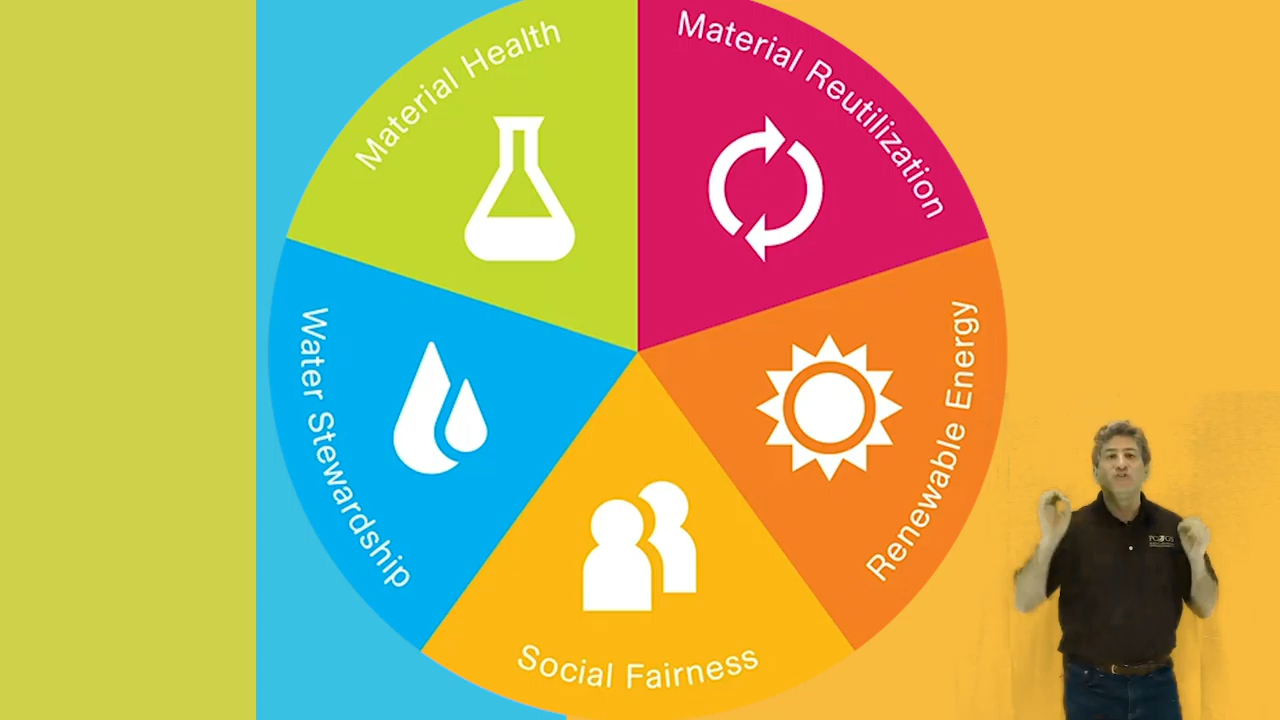 Material Health
Material Reutilization
Water Stewardship
Renewable Energy
Social Fairness